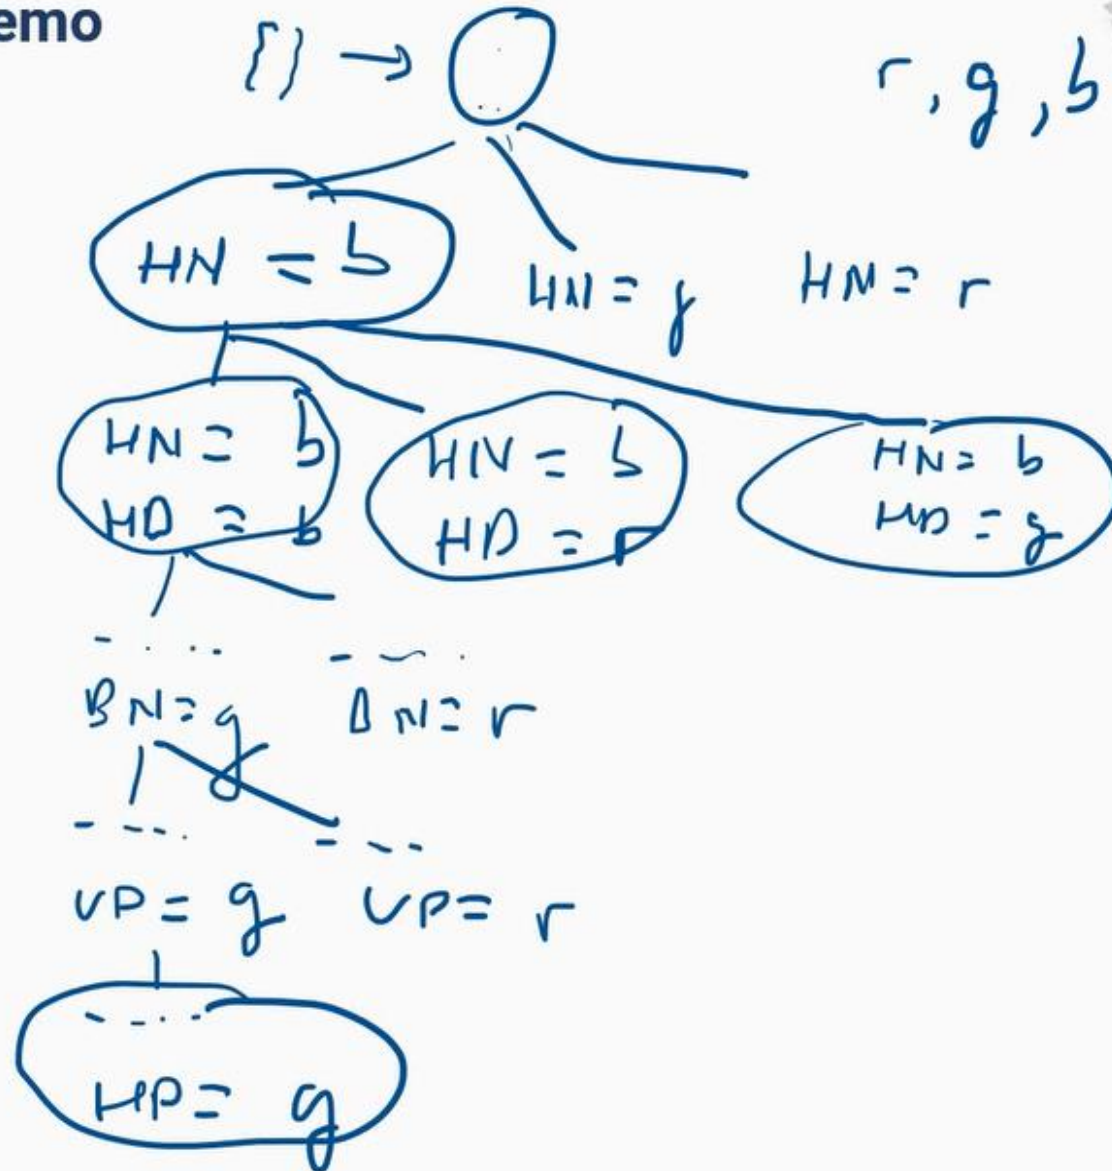 emo
{} → r, g, b
HN = b
HN = g HN = r
HN = b HN = b HN = b
HD = b HD = r HD = g
BN = g BN = r
VP = g VP = r
HP = g